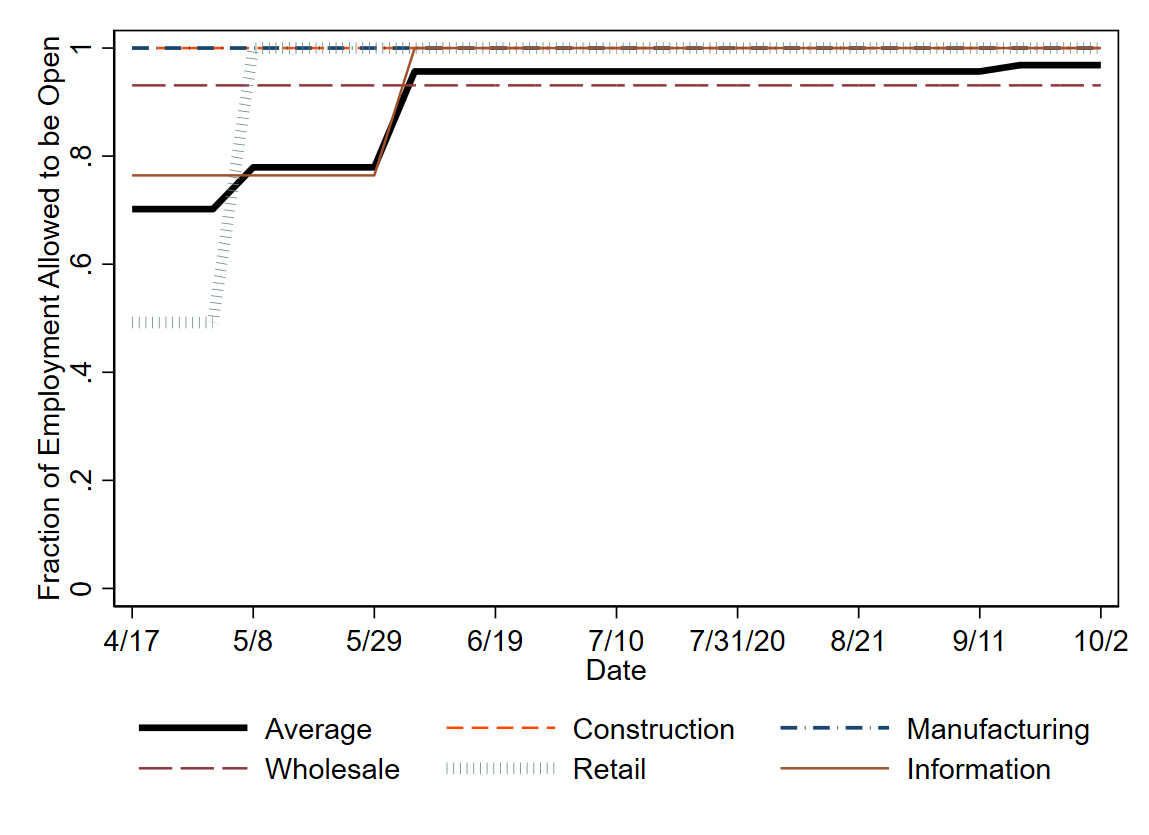 Fraction of Employment Allowed to be Open
1
.8
.6
.4
.2
0
4/17 5/8 5/29 6/19 7/10 7/31/20 8/21 9/11 10/2
Date
Average Construction Manufacturing
Wholesale Retail Information